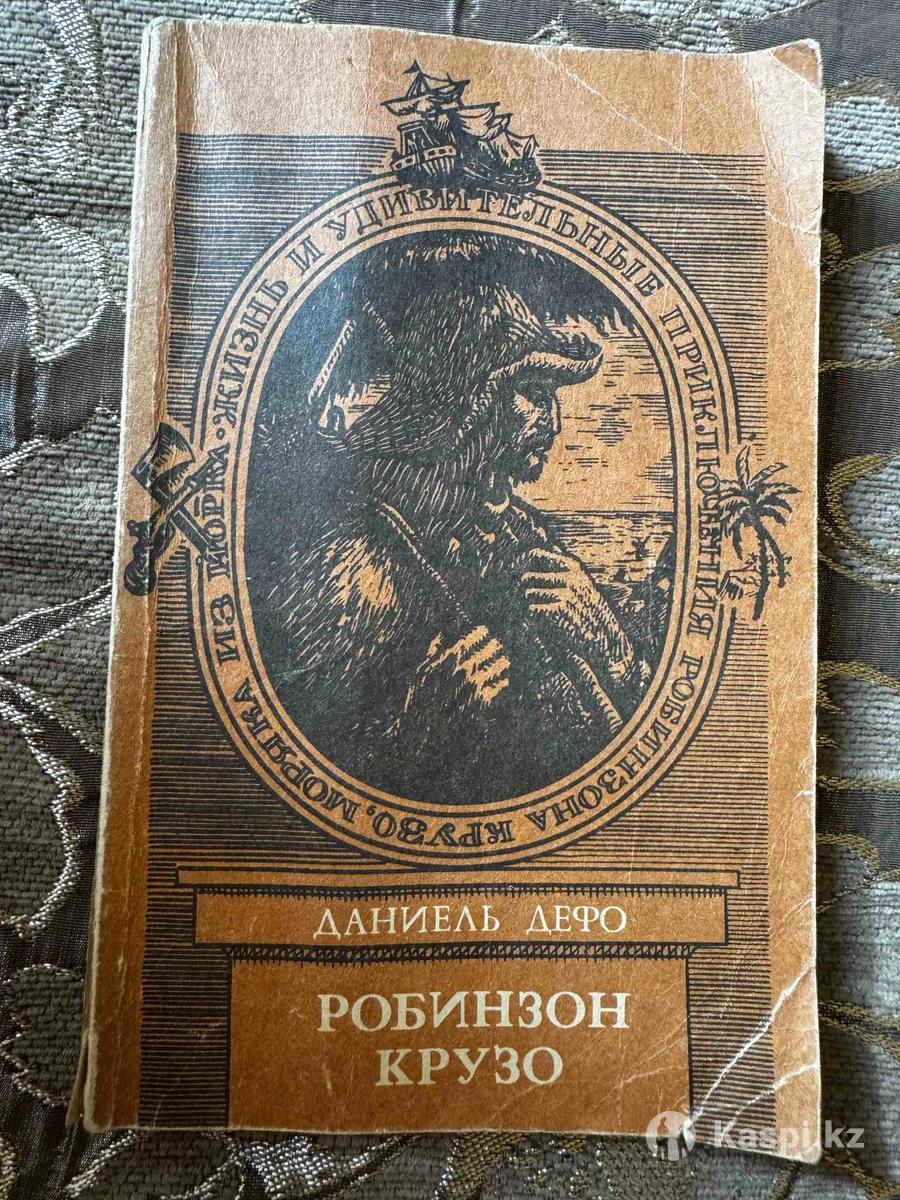 ЖИЗНЬ И УДИВИТЕЛЬНЫЕ ПРИКЛЮЧЕНИЯ РОБИНЗОНА КРУЗО, МОРЯКА ИЗ ЙОРКА •
ДАНИЕЛЬ ДЕФО
РОБИНЗОН
КРУЗО
Kaspi.kz